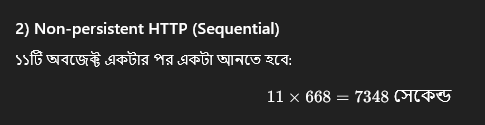 2) Non-persistent HTTP (Sequential)
১১টি অবজেক্ট একটার পর একটা আনতে হবে:
11 × 668 = 7348 সেকেন্ড